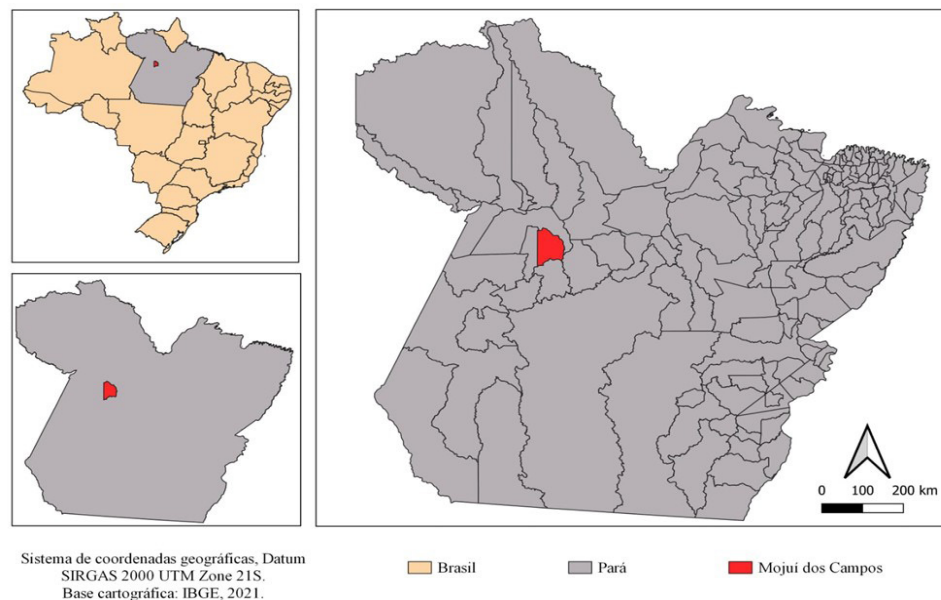 0 100 200 km
Sistema de coordenadas geográficas, Datum
SIRGAS 2000 UTM Zone 21S.
Base cartográfica: IBGE, 2021.
Brasil
Pará
Mojuí dos Campos